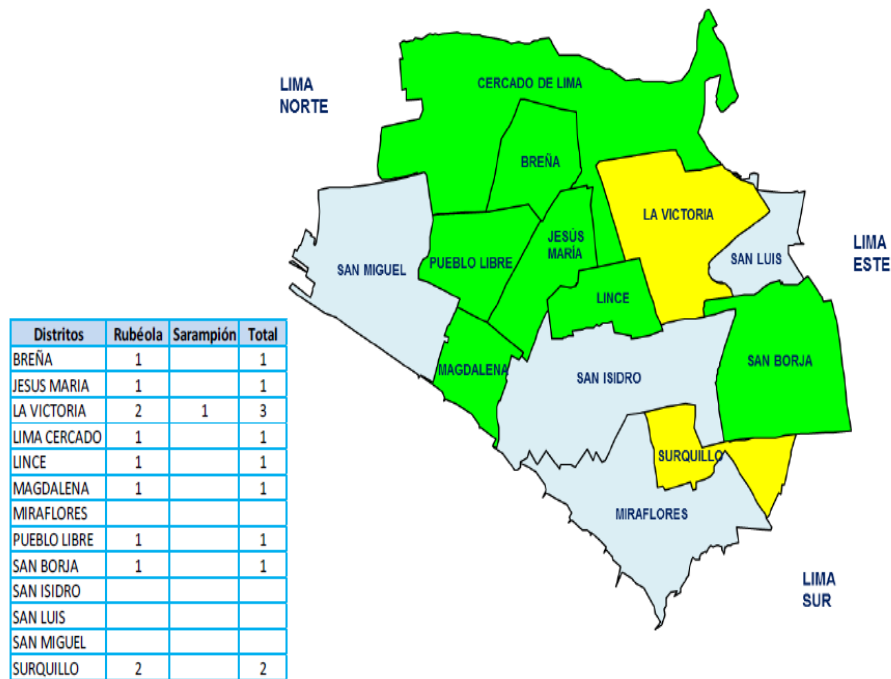 LIMA
NORTE
CERCADO DE LIMA
BREÑA
LA VICTORIA
JESÚS
MARÍA
PUEBLO LIBRE
SAN MIGUEL
SAN LUIS
LIMA
ESTE
LINCE
MAGDALENA
SAN ISIDRO
SAN BORJA
SURQUILLO
MIRAFLORES
LIMA
SUR
Distritos Rubéola Sarampión Total
BREÑA 1 1
JESUS MARIA 1 1
LA VICTORIA 2 1 3
LIMA CERCADO 1 1
LINCE 1 1
MAGDALENA 1 1
MIRAFLORES
PUEBLO LIBRE 1 1
SAN BORJA 1 1
SAN ISIDRO
SAN LUIS
SAN MIGUEL
SURQUILLO 2 2